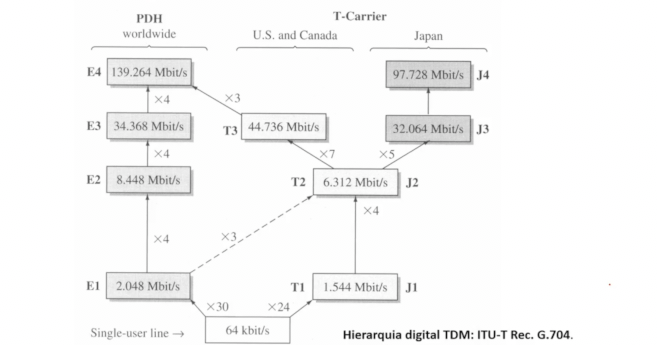 PDH
worldwide
T-Carrier
U.S. and Canada
Japan
E4 139.264 Mbit/s
97.728 Mbit/s J4
×4
×3
E3 34.368 Mbit/s
T3 44.736 Mbit/s
32.064 Mbit/s J3
×4
×7
×5
E2 8.448 Mbit/s
T2 6.312 Mbit/s J2
×4
×3
×4
E1 2.048 Mbit/s
T1 1.544 Mbit/s J1
×30
×24
Single-user line →
64 kbit/s
Hierarquia digital TDM: ITU-T Rec. G.704.